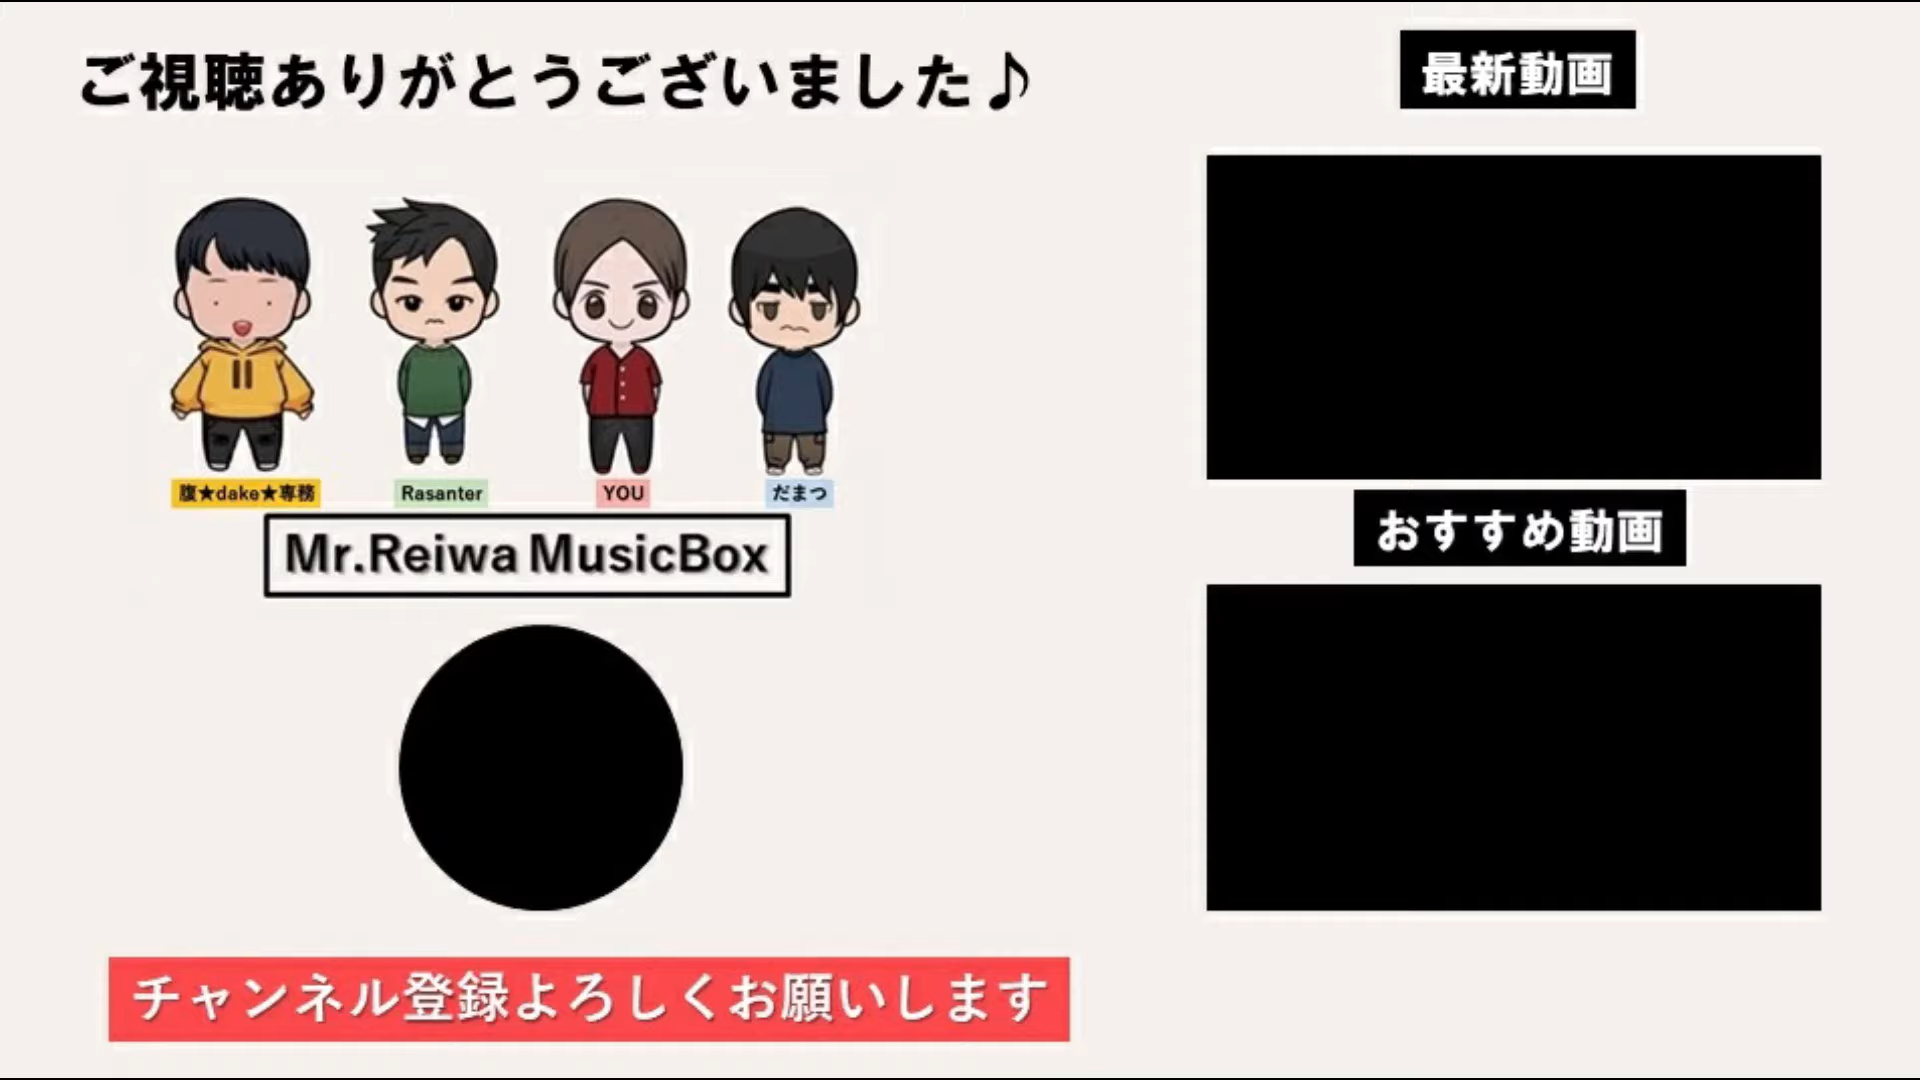 ご視聴ありがとうございました♪
腹★dake★専務
Rasanter
YOU
だまつ
Mr.Reiwa MusicBox
チャンネル登録よろしくお願いします
最新動画
おすすめ動画